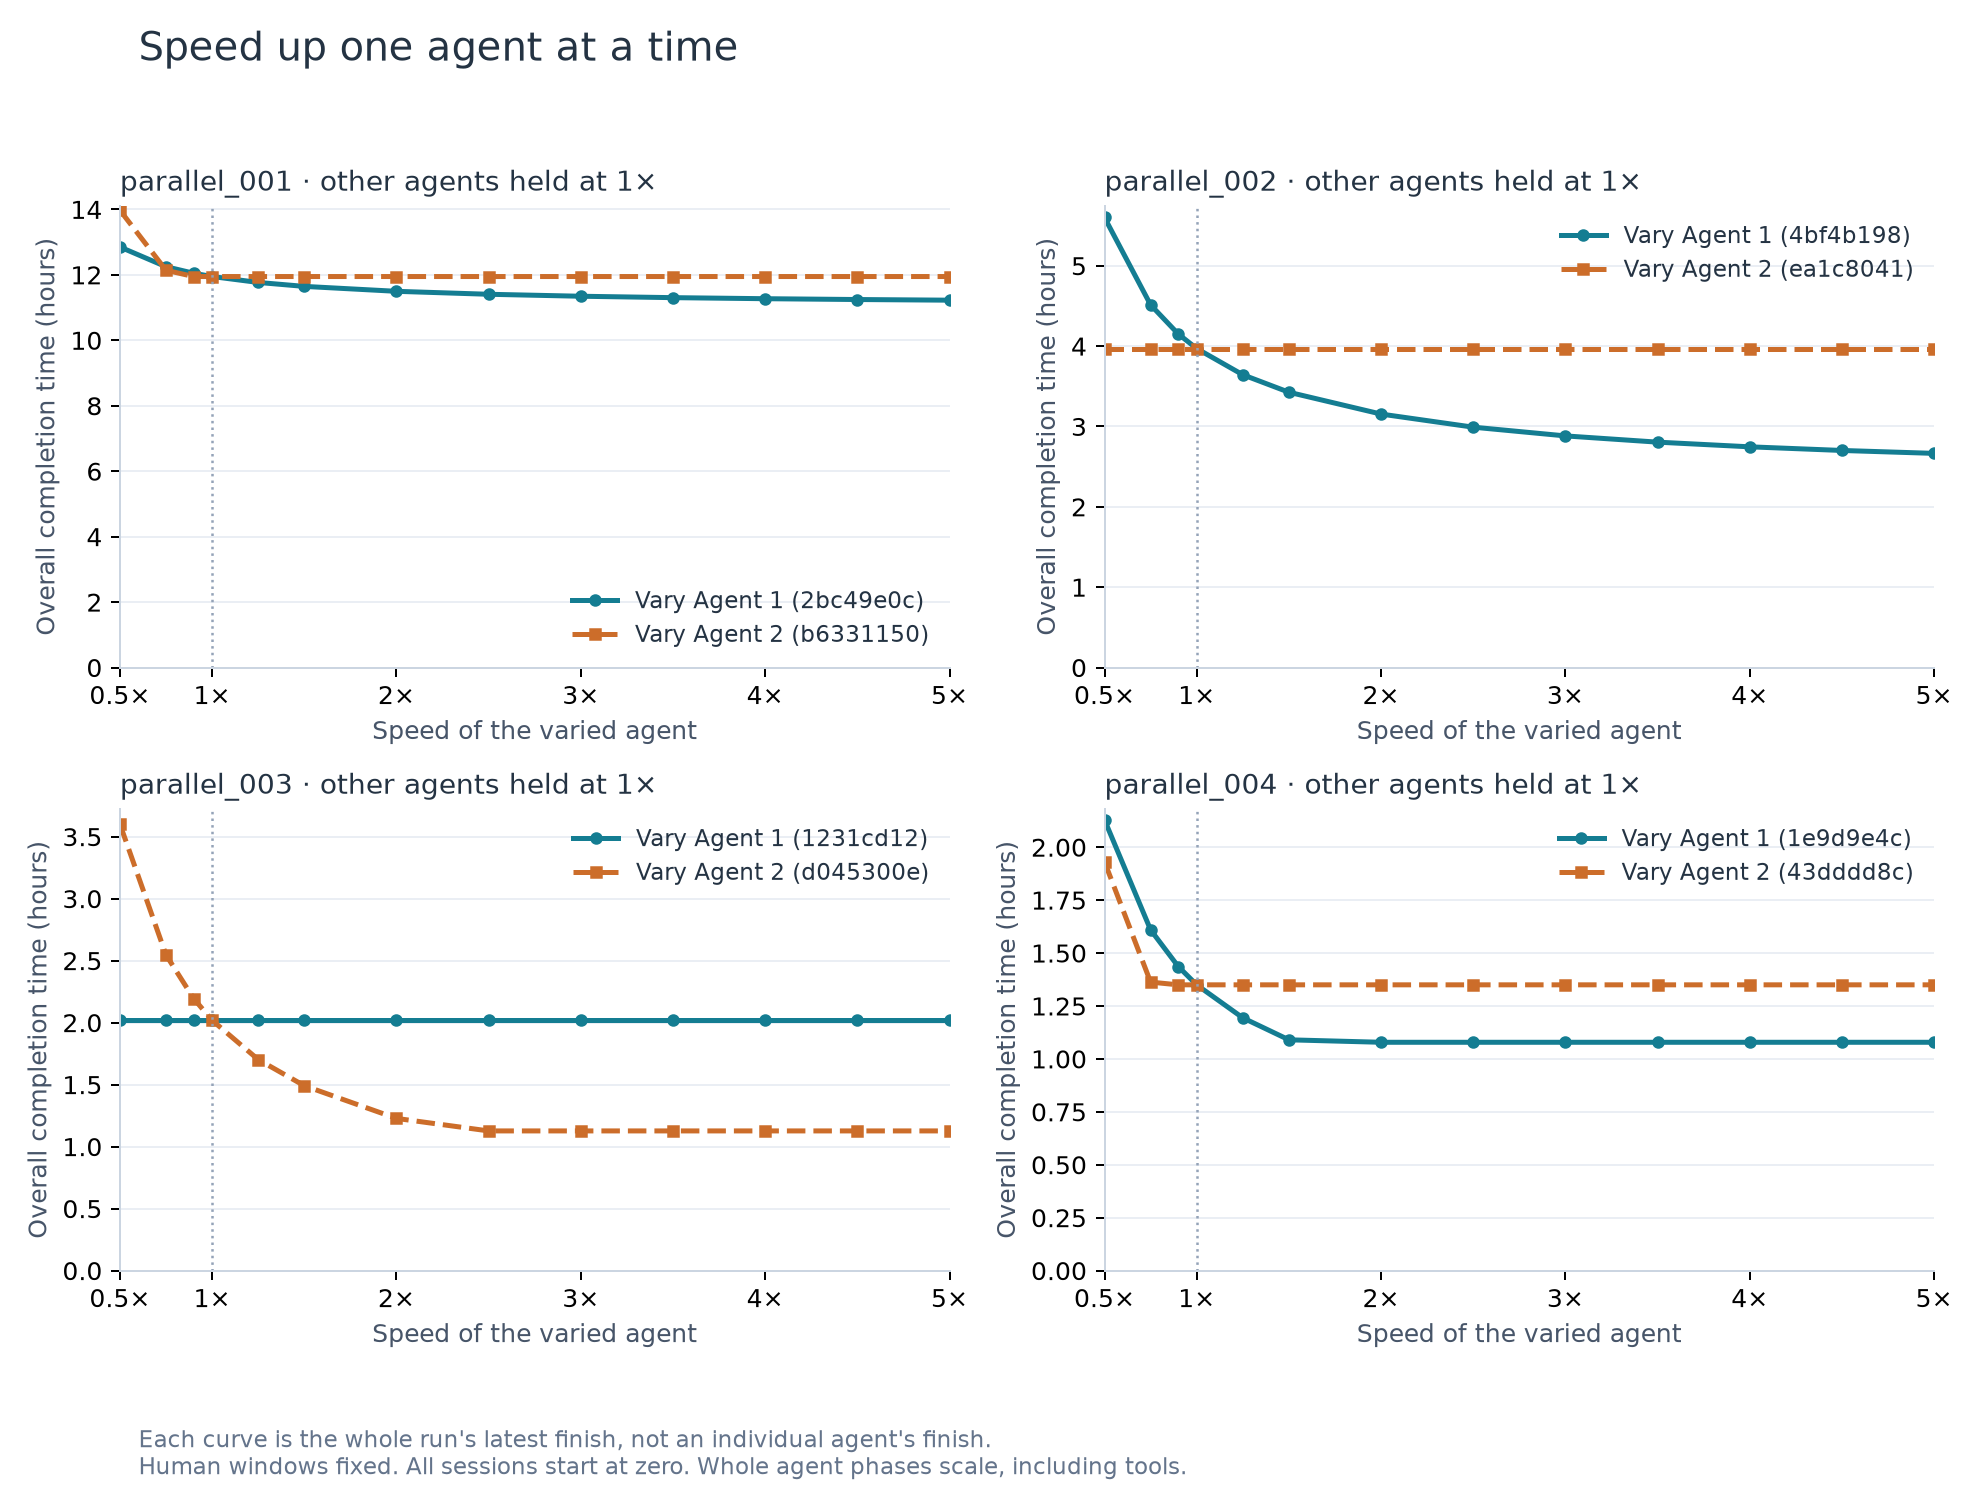 Speed up one agent at a time
parallel_001 · other agents held at 1×
Overall completion time (hours)
14
12
10
8
6
4
2
0
0.5×
1×
2×
3×
4×
5×
Speed of the varied agent
Vary Agent 1 (2bc49e0c)
Vary Agent 2 (b6331150)
parallel_002 · other agents held at 1×
Overall completion time (hours)
5
4
3
2
1
0
0.5×
1×
2×
3×
4×
5×
Speed of the varied agent
Vary Agent 1 (4bf4b198)
Vary Agent 2 (ea1c8041)
parallel_003 · other agents held at 1×
Overall completion time (hours)
3.5
3.0
2.5
2.0
1.5
1.0
0.5
0.0
0.5×
1×
2×
3×
4×
5×
Speed of the varied agent
Vary Agent 1 (1231cd12)
Vary Agent 2 (d045300e)
parallel_004 · other agents held at 1×
Overall completion time (hours)
2.00
1.75
1.50
1.25
1.00
0.75
0.50
0.25
0.00
0.5×
1×
2×
3×
4×
5×
Speed of the varied agent
Vary Agent 1 (1e9d9e4c)
Vary Agent 2 (43dddd8c)
Each curve is the whole run's latest finish, not an individual agent's finish.
Human windows fixed. All sessions start at zero. Whole agent phases scale, including tools.